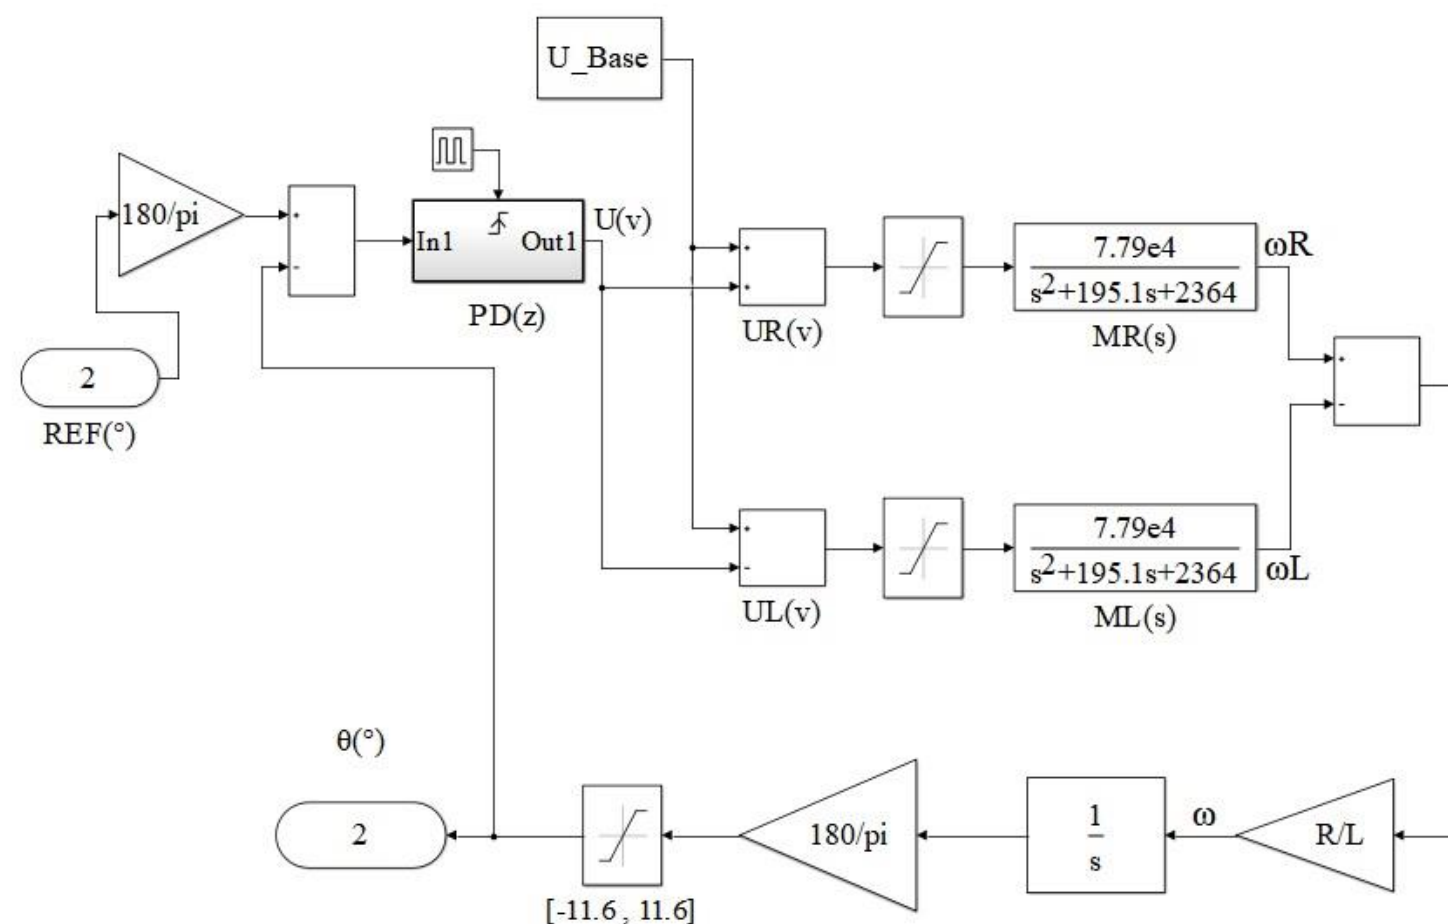 U_Base
180/pi
In1
Out1
U(v)
PD(z)
UR(v)
7.79e4
s²+195.1s+2364
MR(s)
ωR
2
REF(°)
UL(v)
7.79e4
s²+195.1s+2364
ML(s)
ωL
θ(°)
2
[-11.6 , 11.6]
180/pi
1
s
ω
R/L